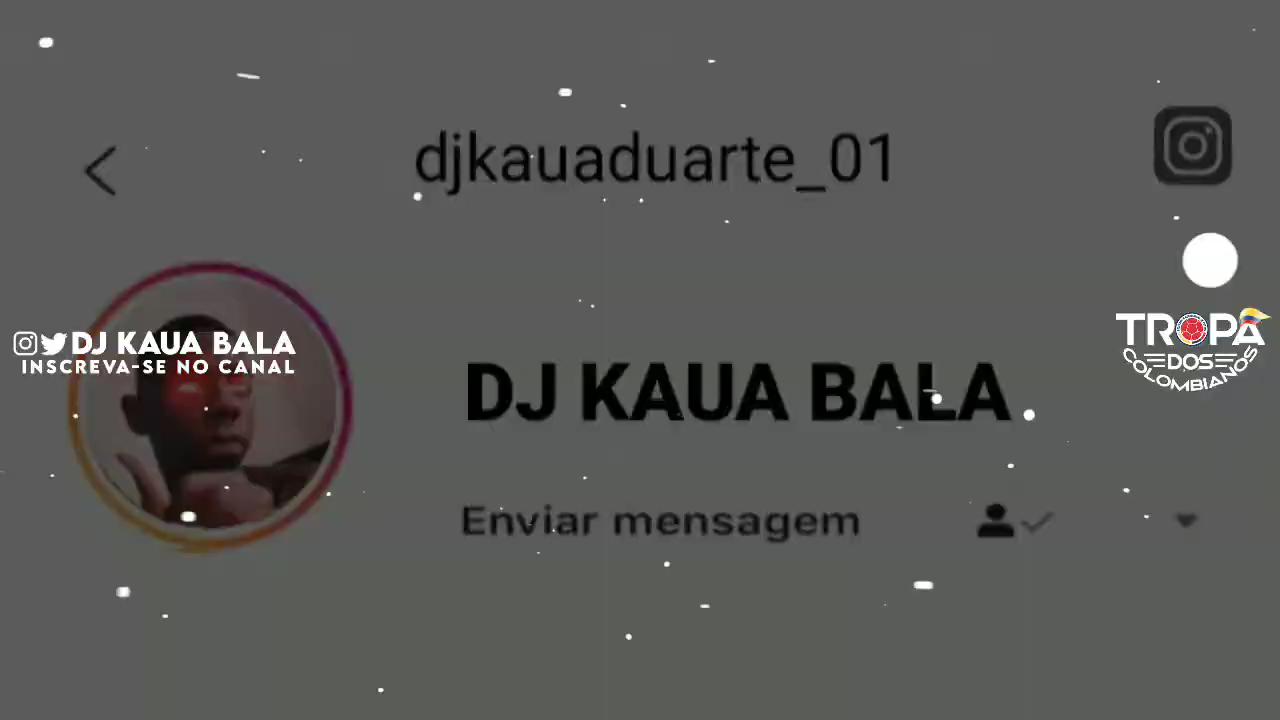 djkauaduarte_01
DJ KAUA BALA
INSCREVA-SE NO CANAL
DJ KAUA BALA
Enviar mensagem
TROPA
DOS
COLOMBIANOS